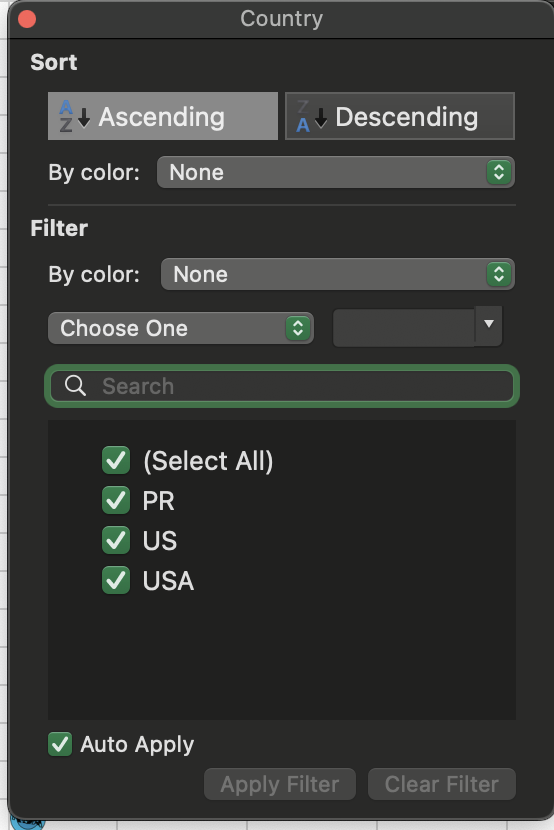 Country
Sort
A Z Ascending
Z A Descending
By color: None
Filter
By color: None
Choose One
Search
(Select All)
PR
US
USA
Auto Apply
Apply Filter
Clear Filter